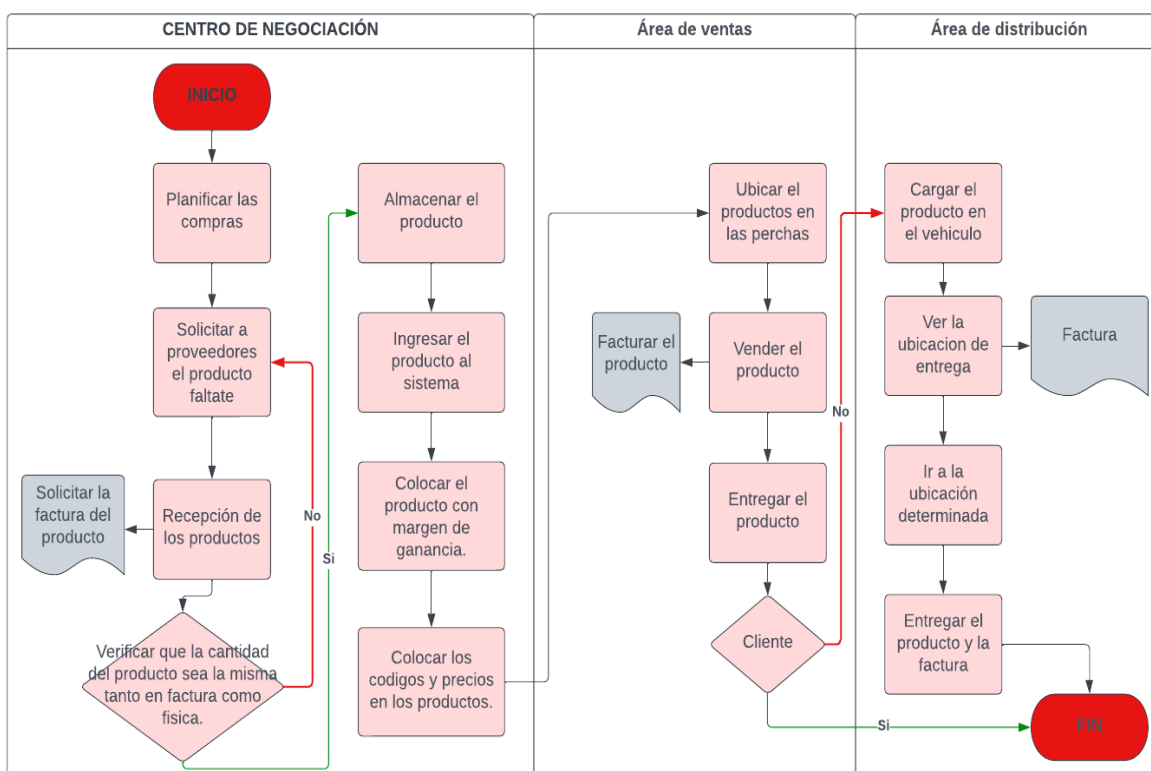 CENTRO DE NEGOCIACIÓN
Área de ventas
Área de distribución
INICIO
Planificar las
compras
Solicitar a
proveedores
el producto
faltate
Solicitar la
factura del
producto
Recepción de
los productos
Verificar que la cantidad
del producto sea la misma
tanto en factura como
fisica.
No
Si
Almacenar el
producto
Ingresar el
producto al
sistema
Colocar el
producto con
margen de
ganancia.
Colocar los
codigos y precios
en los productos.
Ubicar el
productos en
las perchas
Facturar el
producto
Vender el
producto
Entregar el
producto
Cliente
No
Si
Cargar el
producto en
el vehiculo
Ver la
ubicacion de
entrega
Factura
Ir a la
ubicación
determinada
Entregar el
producto y la
factura
FIN